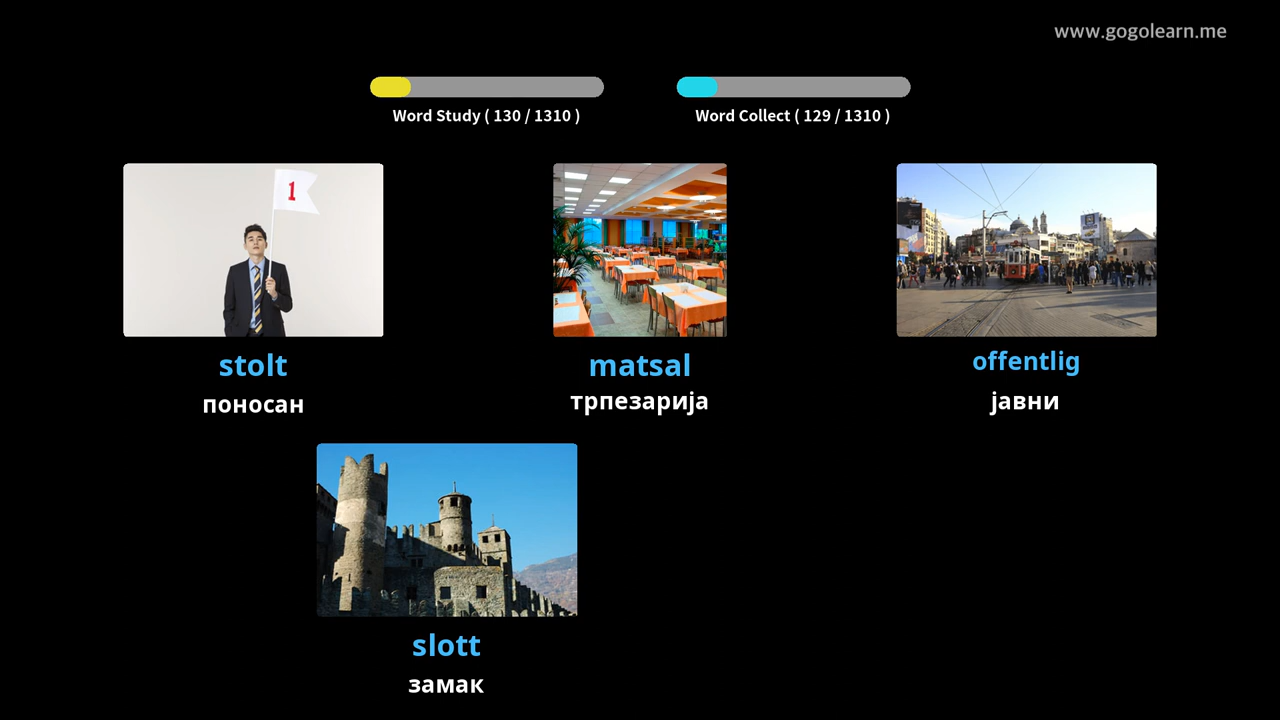 www.gogolearn.me
Word Study ( 130 / 1310 )
Word Collect ( 129 / 1310 )
1
stolt
поносан
matsal
трпезарија
offentlig
јавни
slott
замак